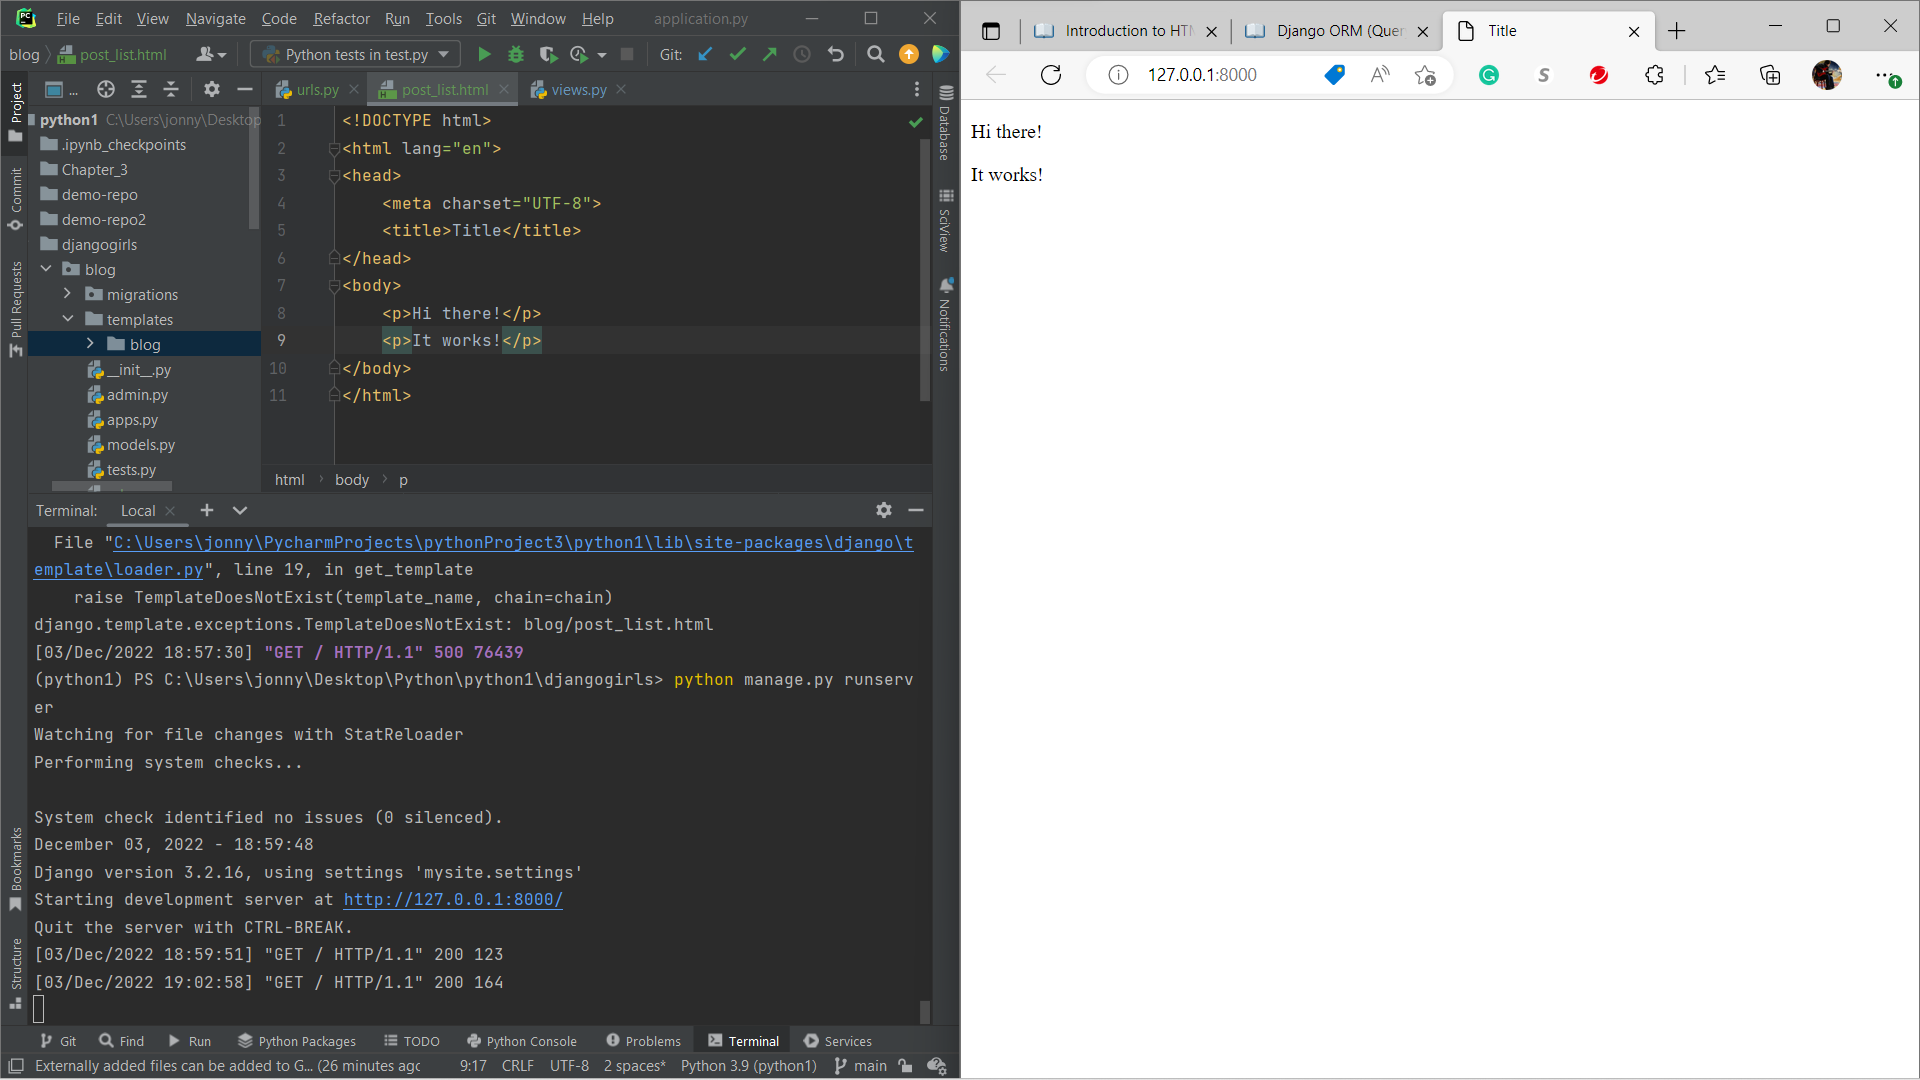 File Edit View Navigate Code Refactor Run Tools Git Window Help application.py
blog post_list.html Python tests in test.py Git:
Project
Commit
Pull Requests
Bookmarks
Structure
...
python1 C:\Users\jonny\Desktop
.ipynb_checkpoints
Chapter_3
demo-repo
demo-repo2
djangogirls
blog
migrations
templates
blog
__init__.py
admin.py
apps.py
models.py
tests.py
urls.py post_list.html views.py
1 <!DOCTYPE html>
2 <html lang="en">
3 <head>
4 <meta charset="UTF-8">
5 <title>Title</title>
6 </head>
7 <body>
8 <p>Hi there!</p>
9 <p>It works!</p>
10 </body>
11 </html>
html body p
Database
SciView
Notifications
Terminal: Local
File "C:\Users\jonny\PycharmProjects\pythonProject3\python1\lib\site-packages\django\t
emplate\loader.py", line 19, in get_template
raise TemplateDoesNotExist(template_name, chain=chain)
django.template.exceptions.TemplateDoesNotExist: blog/post_list.html
[03/Dec/2022 18:57:30] "GET / HTTP/1.1" 500 76439
(python1) PS C:\Users\jonny\Desktop\Python\python1\djangogirls> python manage.py runserv
er
Watching for file changes with StatReloader
Performing system checks...
System check identified no issues (0 silenced).
December 03, 2022 - 18:59:48
Django version 3.2.16, using settings 'mysite.settings'
Starting development server at http://127.0.0.1:8000/
Quit the server with CTRL-BREAK.
[03/Dec/2022 18:59:51] "GET / HTTP/1.1" 200 123
[03/Dec/2022 19:02:58] "GET / HTTP/1.1" 200 164
Git Find Run Python Packages TODO Python Console Problems Terminal Services
Externally added files can be added to G... (26 minutes agc 9:17 CRLF UTF-8 2 spaces* Python 3.9 (python1) main
Introduction to HTM Django ORM (Quer Title
127.0.0.1:8000
Hi there!
It works!